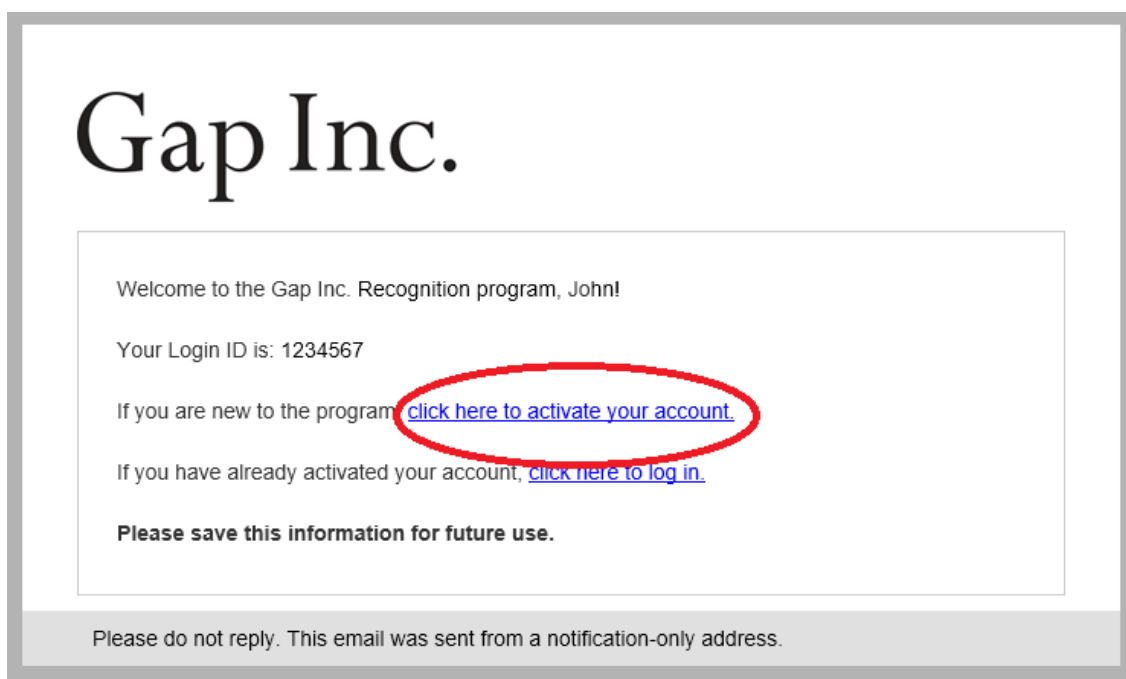 Gap Inc.
Welcome to the Gap Inc. Recognition program, John!
Your Login ID is: 1234567
If you are new to the program click here to activate your account.
If you have already activated your account, click here to log in.
Please save this information for future use.
Please do not reply. This email was sent from a notification-only address.